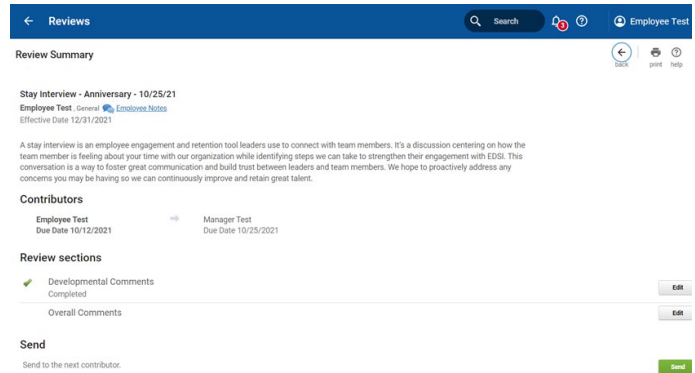 Reviews
Search
3
Employee Test
Review Summary
back print help
Stay Interview - Anniversary - 10/25/21
Employee Test , General Employee Notes
Effective Date 12/31/2021
A stay interview is an employee engagement and retention tool leaders use to connect with team members. It's a discussion centering on how the
team member is feeling about your time with our organization while identifying steps we can take to strengthen their engagement with EDSI. This
conversation is a way to foster great communication and build trust between leaders and team members. We hope to proactively address any
concerns you may be having so we can continuously improve and retain great talent.
Contributors
Employee Test Manager Test
Due Date 10/12/2021 Due Date 10/25/2021
Review sections
Developmental Comments
Completed
Edit
Overall Comments
Edit
Send
Send to the next contributor.
Send